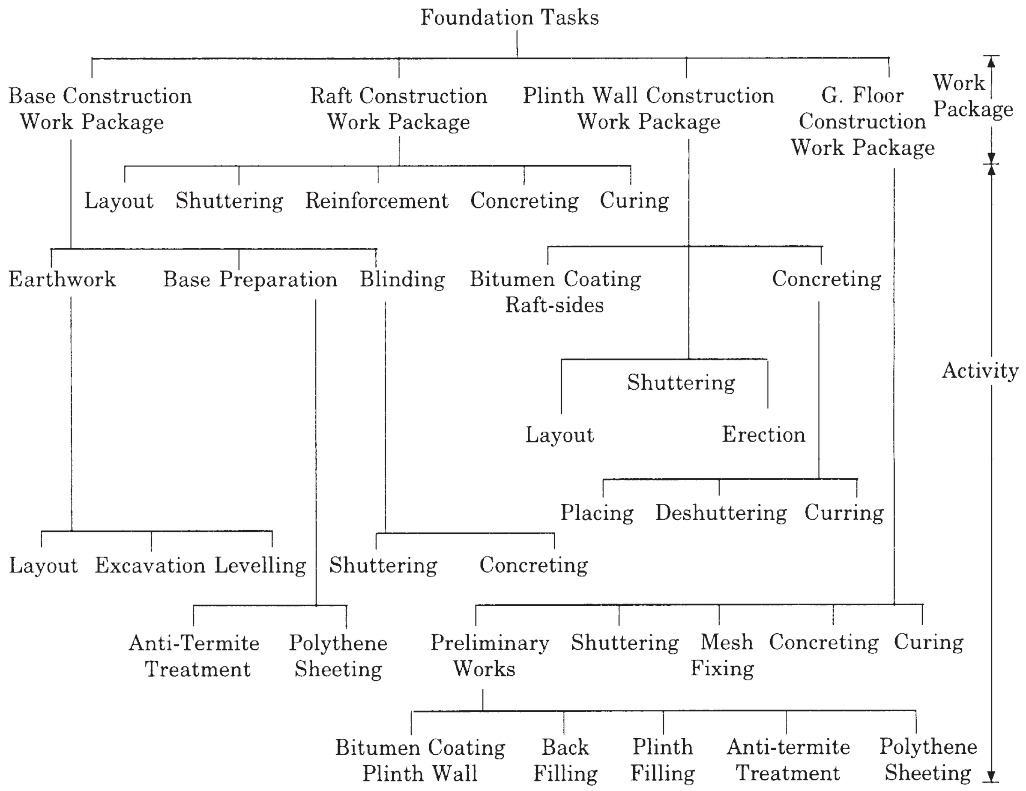 Foundation Tasks
Base Construction
Work Package
Raft Construction
Work Package
Plinth Wall Construction
Work Package
G. Floor
Construction
Work Package
Work
Package
Layout Shuttering Reinforcement Concreting Curing
Earthwork Base Preparation Blinding
Bitumen Coating
Raft-sides
Concreting
Activity
Shuttering
Layout Erection
Placing Deshuttering Curring
Layout Excavation Levelling Shuttering Concreting
Anti-Termite
Treatment
Polythene
Sheeting
Preliminary
Works
Shuttering
Mesh
Fixing
Concreting
Curing
Bitumen Coating
Plinth Wall
Back
Filling
Plinth
Filling
Anti-termite
Treatment
Polythene
Sheeting